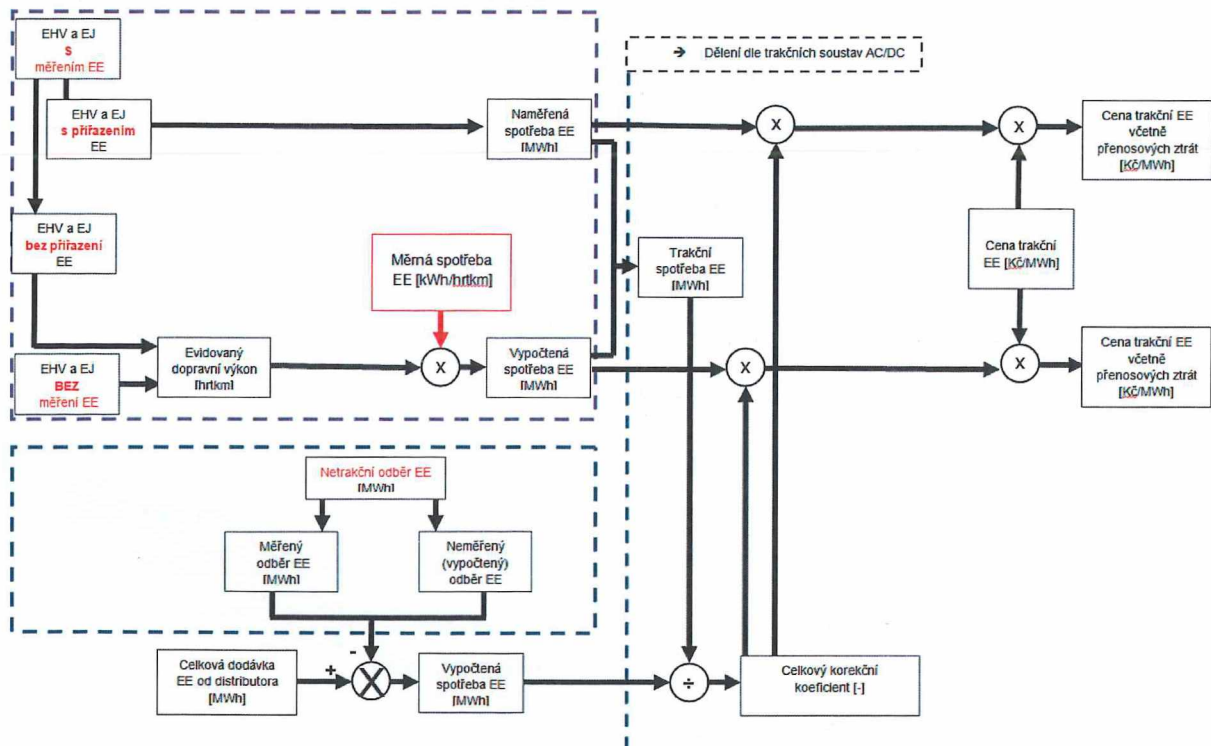 EHV a EJ
S
měřením EE
➔ Dělení dle trakčních soustav AC/DC
EHV a EJ
s přiřazením
EE
Naměřená
spotřeba EE
[MWh]
X
X
Cena trakční EE
včetně
přenosových ztrát
[Kč/MWh]
EHV a EJ
bez přiřazení
EE
Měrná spotřeba
EE [kWh/hrtkm]
Trakční
spotřeba EE
[MWh]
Cena trakční
EE [Kč/MWh]
EHV a EJ
BEZ
měření EE
Evidovaný
dopravní výkon
[hrtkm]
X
Vypočtená
spotřeba EE
[MWh]
X
X
Cena trakční EE
včetně
přenosových ztrát
[Kč/MWh]
Netrakční odběr EE
[MWh]
Měřený
odběr EE
[MWh]
Neměřený
(vypočtený)
odběr EE
-
+
Celková dodávka
EE od distributora
[MWh]
X
Vypočtená
spotřeba EE
[MWh]
÷
Celkový korekční
koeficient [-]